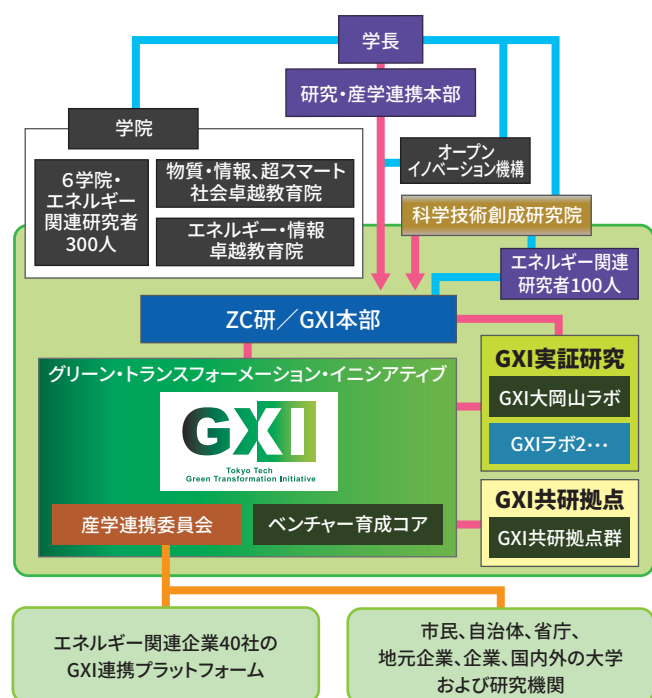 学長
研究・産学連携本部
学院
オープン
イノベーション機構
6学院・
エネルギー
関連研究者
300人
物質・情報、超スマート
社会卓越教育院
エネルギー・情報
卓越教育院
科学技術創成研究院
エネルギー関連
研究者100人
ZC研／GXI本部
グリーン・トランスフォーメーション・イニシアティブ
GXI
Tokyo Tech
Green Transformation Initiative
産学連携委員会
ベンチャー育成コア
GXI実証研究
GXI大岡山ラボ
GXIラボ2・・・
GXI共研拠点
GXI共研拠点群
エネルギー関連企業40社の
GXI連携プラットフォーム
市民、自治体、省庁、
地元企業、企業、国内外の大学
および研究機関